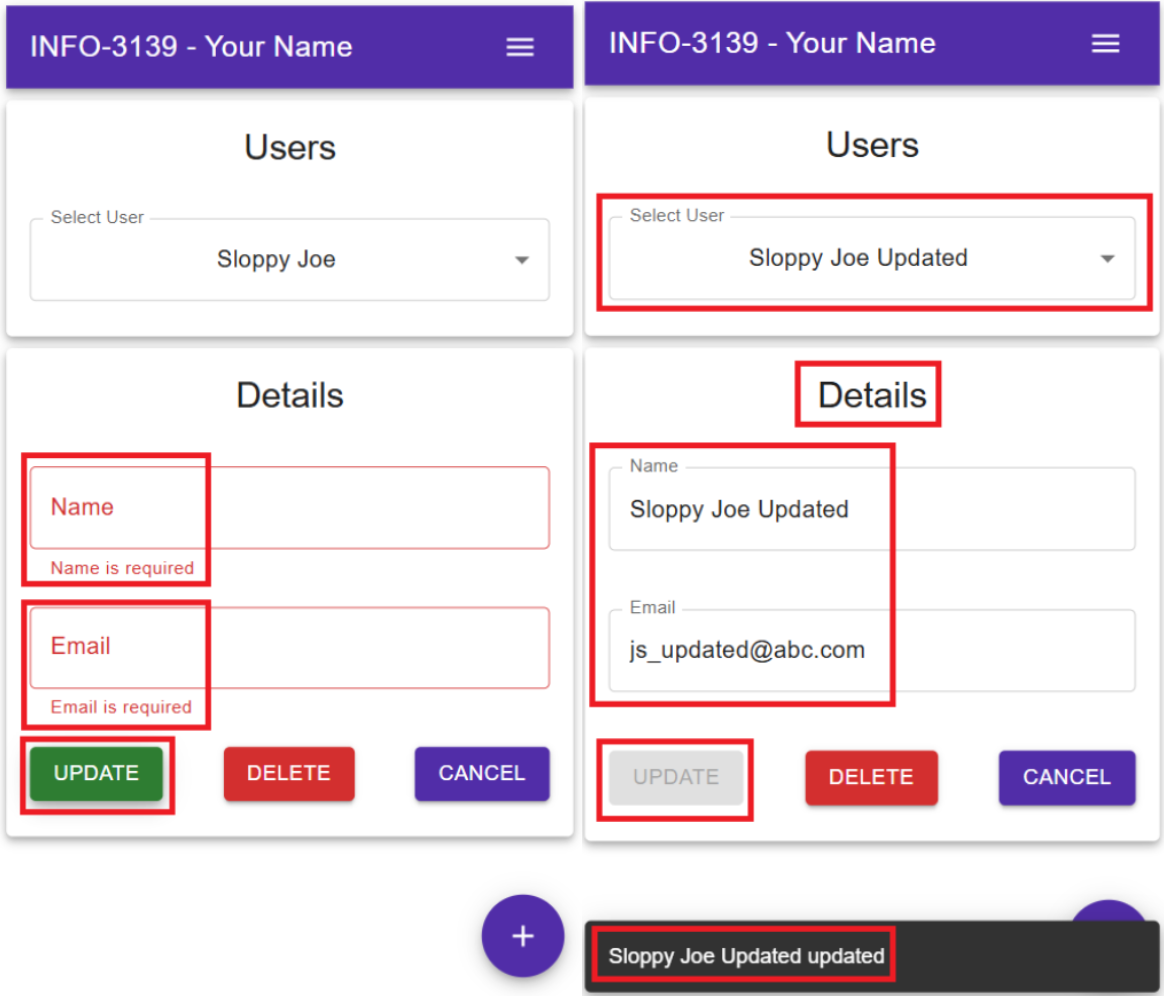 INFO-3139 - Your Name
Users
Select User
Sloppy Joe
Details
Name
Name is required
Email
Email is required
UPDATE DELETE CANCEL
+
INFO-3139 - Your Name
Users
Select User
Sloppy Joe Updated
Details
Name
Sloppy Joe Updated
Email
js_updated@abc.com
UPDATE DELETE CANCEL
Sloppy Joe Updated updated